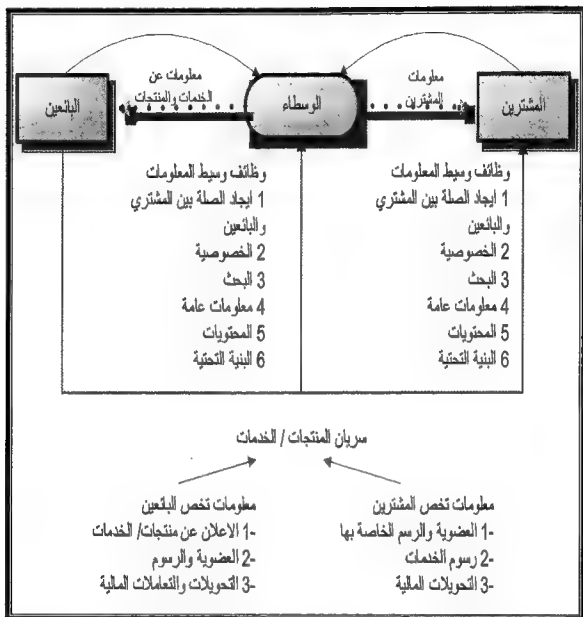 معلومات
للمشترين
معلومات عن
الخدمات والمنتجات
المشترين
الوسطاء
البائعين
وظائف وسيط المعلومات
1 ايجاد الصلة بين المشتري
والبائعين
2 الخصوصية
3 البحث
4 معلومات عامة
5 المحتويات
6 البنية التحتية
وظائف وسيط المعلومات
1 ايجاد الصلة بين المشتري
والبائعين
2 الخصوصية
3 البحث
4 معلومات عامة
5 المحتويات
6 البنية التحتية
سريان المنتجات / الخدمات
معلومات تخص المشترين
1- العضوية والرسم الخاصة بها
2- رسوم الخدمات
3- التحويلات المالية
معلومات تخص البائعين
1- الاعلان عن منتجات/ الخدمات
2- العضوية والرسوم
3- التحويلات والتعاملات المالية